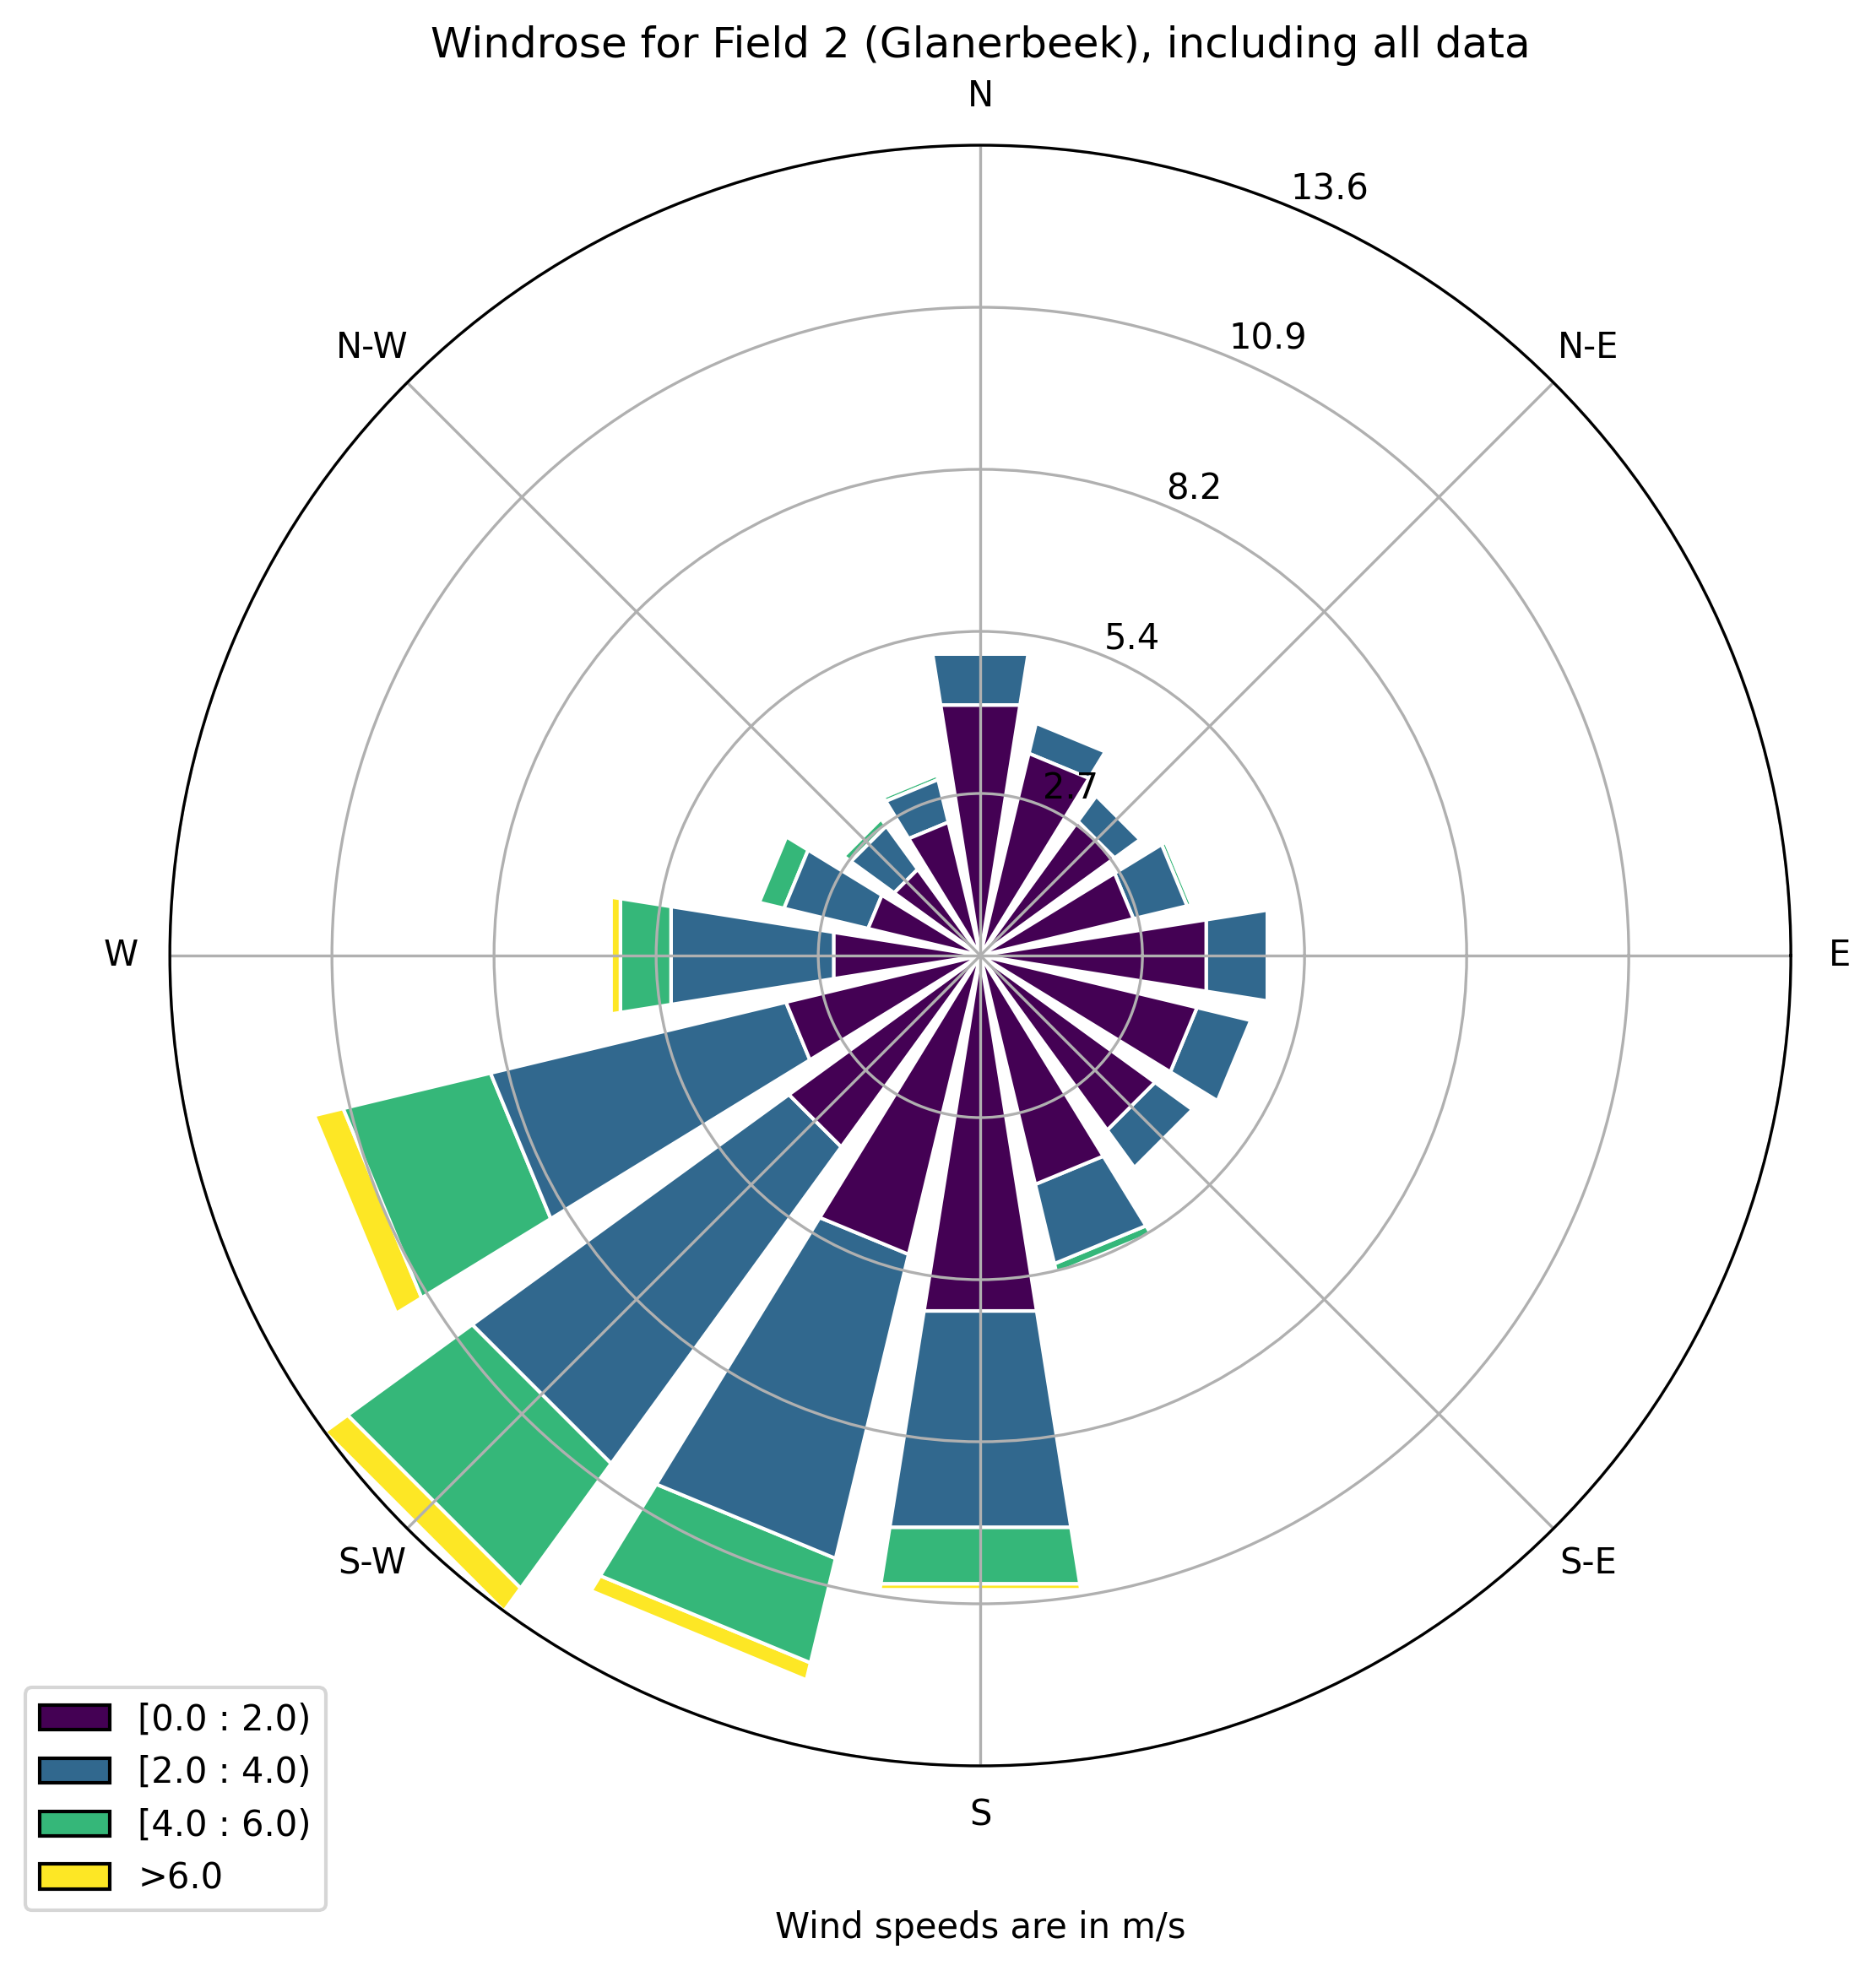 Windrose for Field 2 (Glanerbeek), including all data
N
13.6
10.9
N-W
N-E
8.2
5.4
2.7
W
E
S-W
S-E
[0.0 : 2.0)
[2.0 : 4.0)
S
[4.0 : 6.0)
>6.0
Wind speeds are in m/s